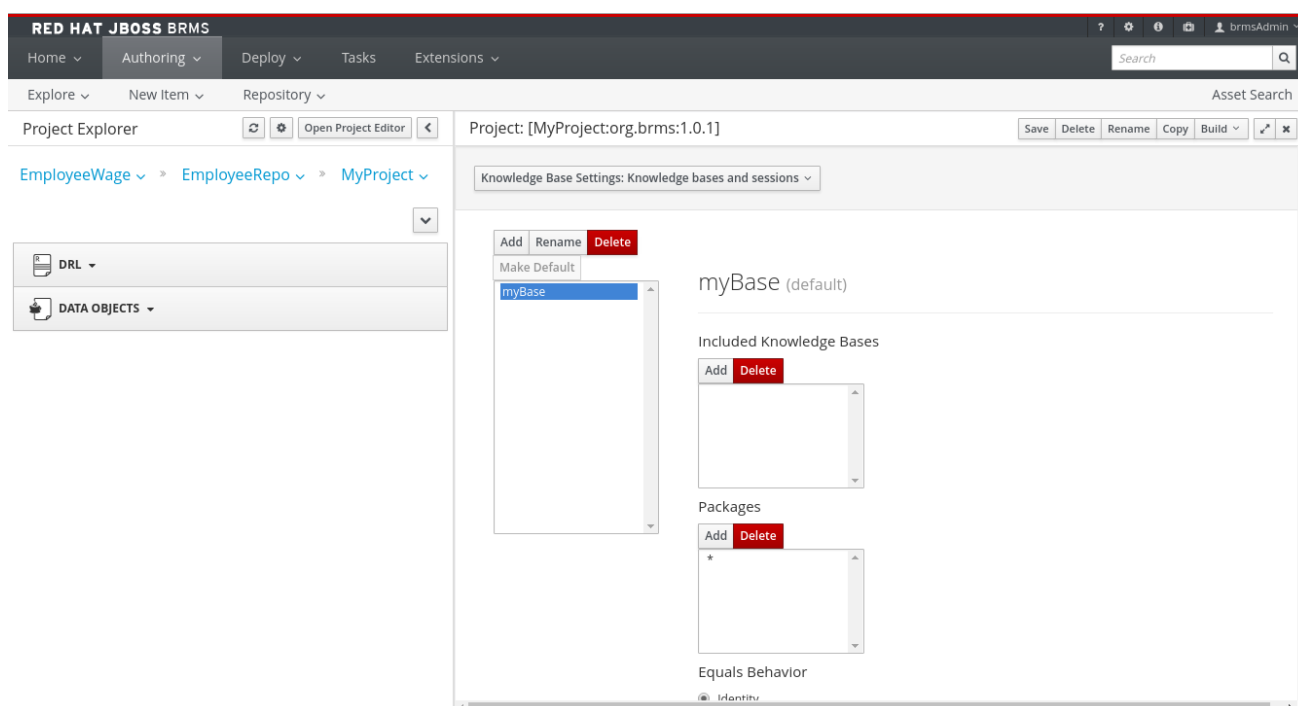 RED HAT JBOSS BRMS
? brmsAdmin
Home Authoring Deploy Tasks Extensions Search
Explore New Item Repository Asset Search
Project Explorer Open Project Editor
Project: [MyProject:org.brms:1.0.1] Save Delete Rename Copy Build
EmployeeWage » EmployeeRepo » MyProject
DRL
DATA OBJECTS
Knowledge Base Settings: Knowledge bases and sessions
Add Rename Delete
Make Default
myBase
myBase (default)
Included Knowledge Bases
Add Delete
Packages
Add Delete
*
Equals Behavior
Identity